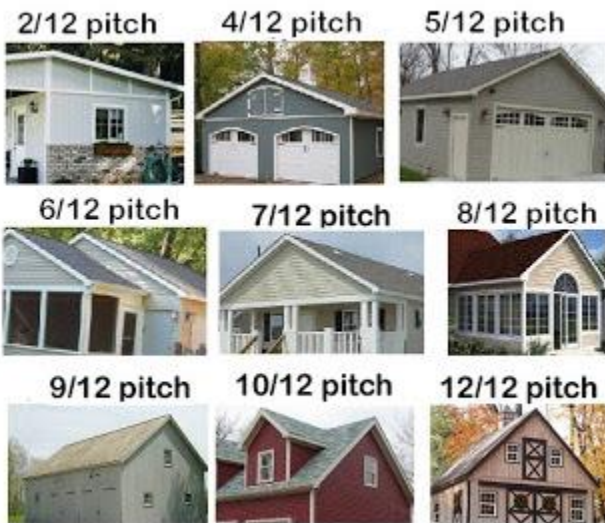 2/12 pitch
4/12 pitch
5/12 pitch
6/12 pitch
7/12 pitch
8/12 pitch
9/12 pitch
10/12 pitch
12/12 pitch